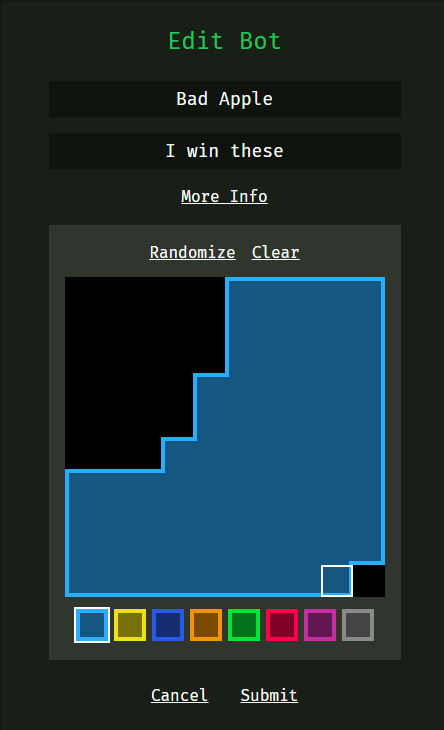 Edit Bot
Bad Apple
I win these
More Info
Randomize Clear
Cancel Submit